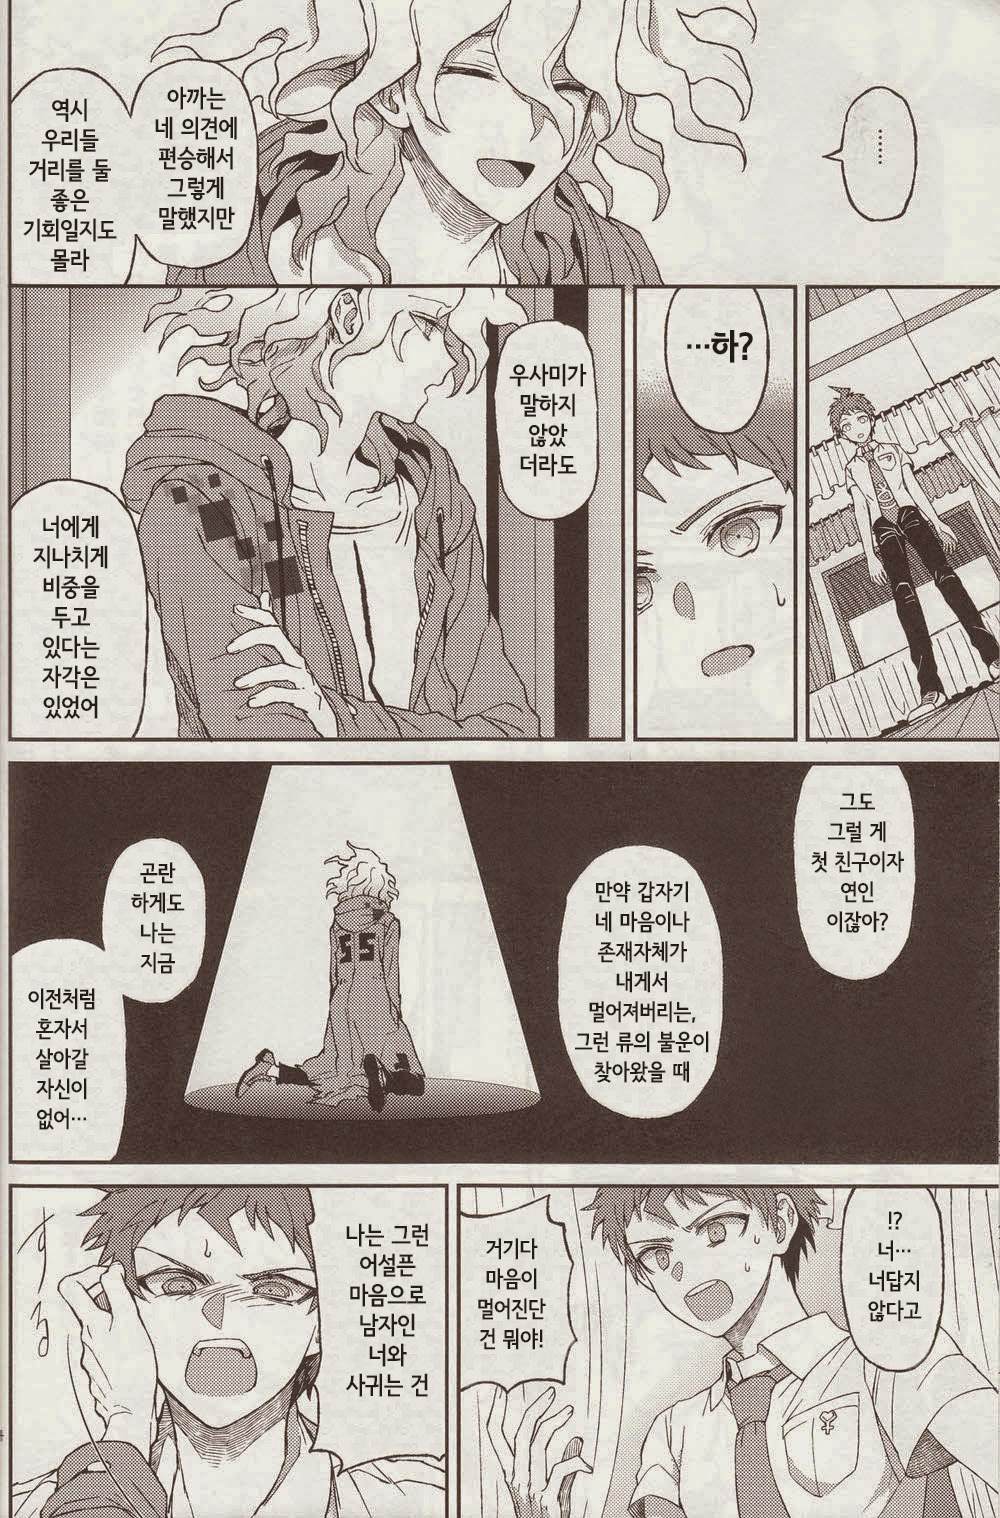 ……
아까는
네 의견에
편승해서
그렇게
말했지만
역시
우리들
거리를 둘
좋은
기회일지도
몰라
…하?
우사미가
말하지
않았
더라도
너에게
지나치게
비중을
두고
있다는
자각은
있었어
그도
그럴 게
첫 친구이자
연인
이잖아?
만약 갑자기
네 마음이나
존재자체가
내게서
멀어져버리는,
그런 류의 불운이
찾아왔을 때
곤란
하게도
나는
지금
이전처럼
혼자서
살아갈
자신이
없어…
55
!?
너…
너답지
않다고
거기다
마음이
멀어진단
건 뭐야!
나는 그런
어설픈
마음으로
남자인
너와
사귀는 건